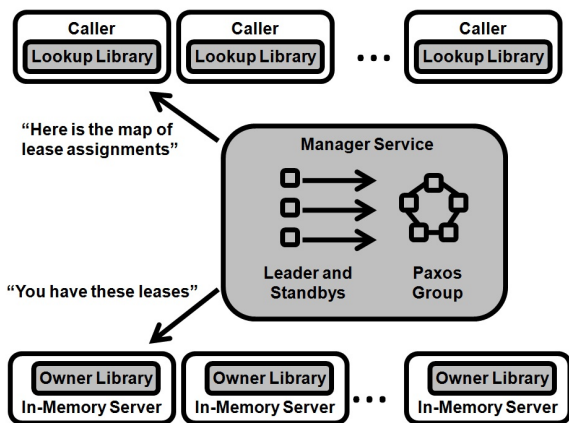 Caller Caller Caller
Lookup Library Lookup Library ... Lookup Library
“Here is the map of
lease assignments”
Manager Service
Leader and
Standbys
Paxos
Group
“You have these leases”
Owner Library Owner Library ... Owner Library
In-Memory Server In-Memory Server In-Memory Server